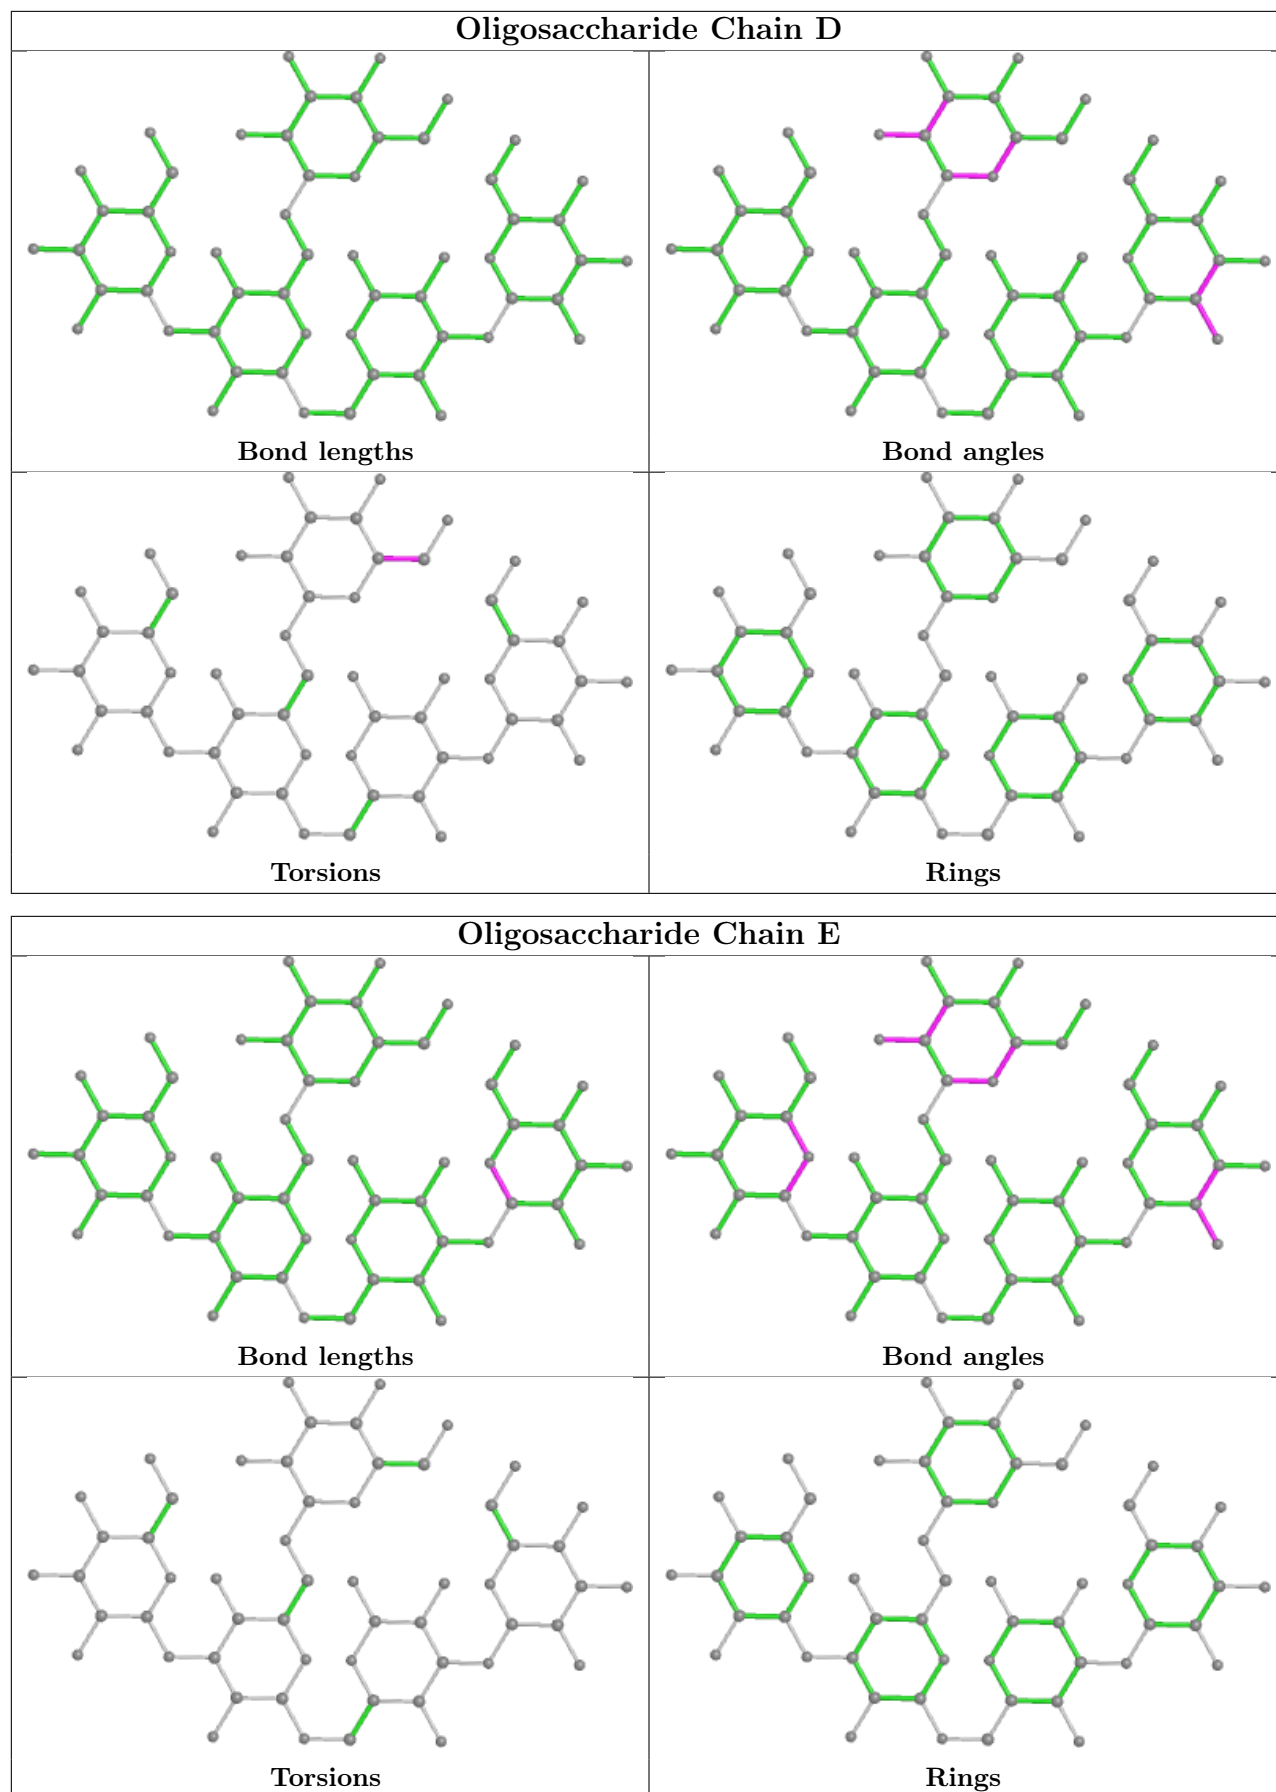 Oligosaccharide Chain D
Bond lengths
Bond angles
Torsions
Rings
Oligosaccharide Chain E
Bond lengths
Bond angles
Torsions
Rings